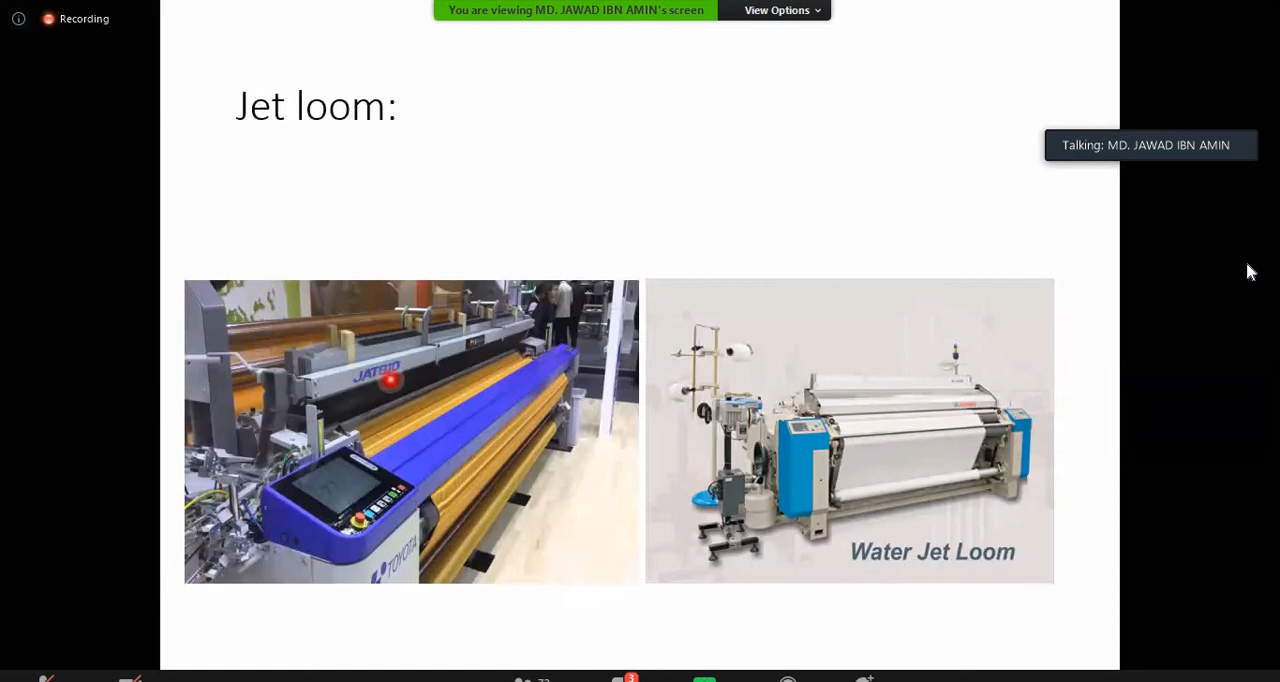 Recording
You are viewing MD. JAWAD IBN AMIN's screen
View Options
Jet loom:
Talking: MD. JAWAD IBN AMIN
TOYOTA
Water Jet Loom
3